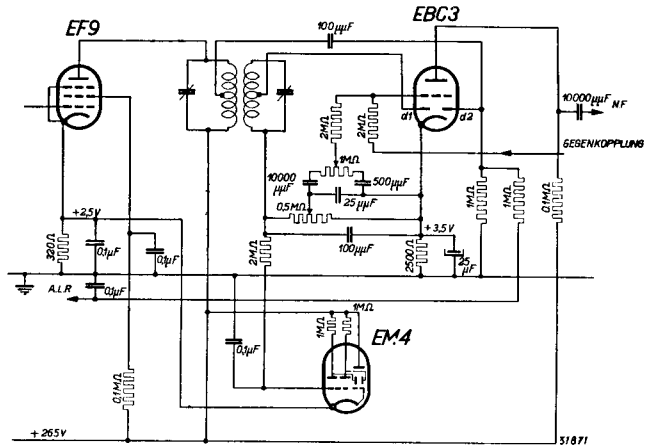 EF9
EBC3
100µµF
10000µµF
NF
d1
d2
2MΩ
2MΩ
GEGENKOPPLUNG
1MΩ
10000
µµF
500µµF
25µµF
1MΩ
1MΩ
0,1MΩ
0,5MΩ
+2,5V
+3,5V
320Ω
0,1µF
0,1µF
2MΩ
100µµF
2500Ω
25
µF
A.L.R
0,1µF
1MΩ
1MΩ
EM4
0,1µF
0,1MΩ
+265V
31871